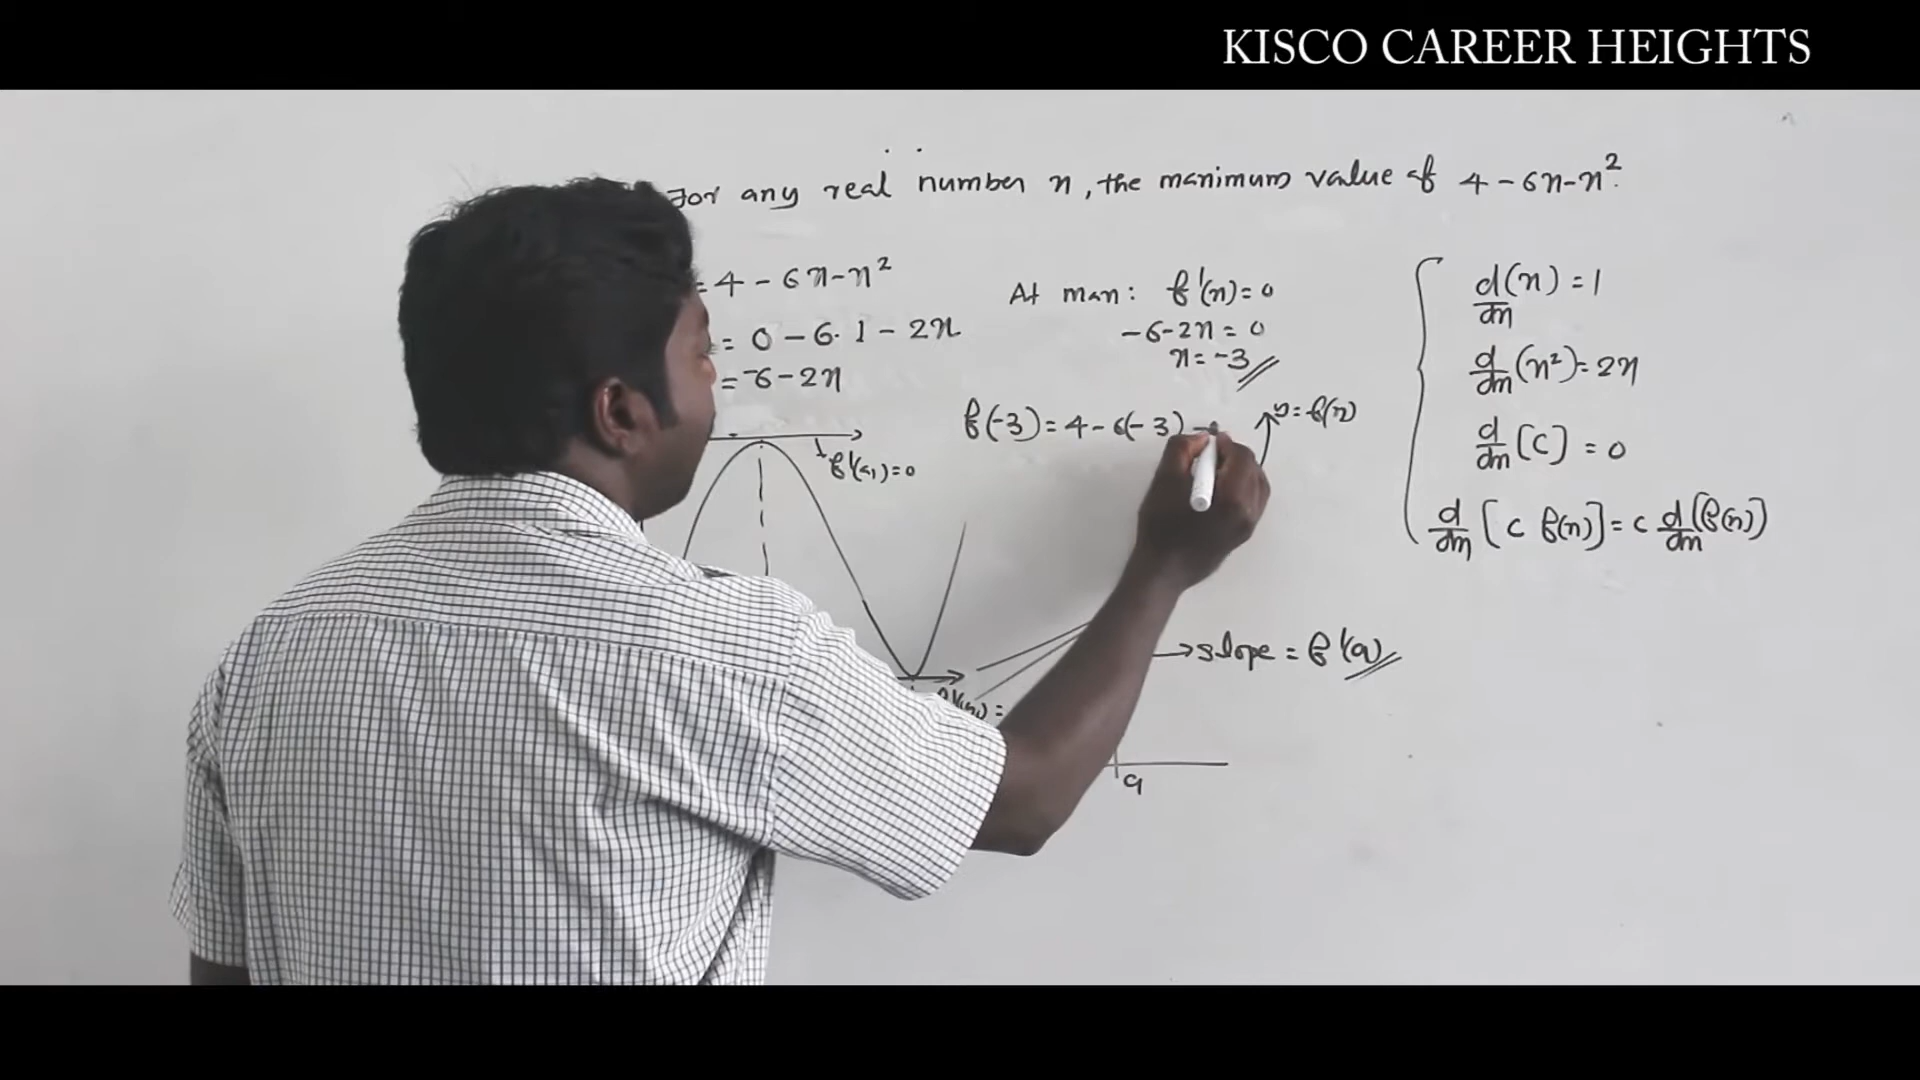 KISCO CAREER HEIGHTS
For any real number x, the maximum value of 4 - 6x - x².
= 4 - 6x - x²
= 0 - 6. 1 - 2x
= -6 - 2x
At max: f'(x) = 0
-6 - 2x = 0
x = -3
f(-3) = 4 - 6(-3) -
y = f(x)
f'(a₁) = 0
slope = f'(a)
a
d/dx (x) = 1
d/dx (x²) = 2x
d/dx [C] = 0
d/dx [c f(x)] = c d/dx (f(x))